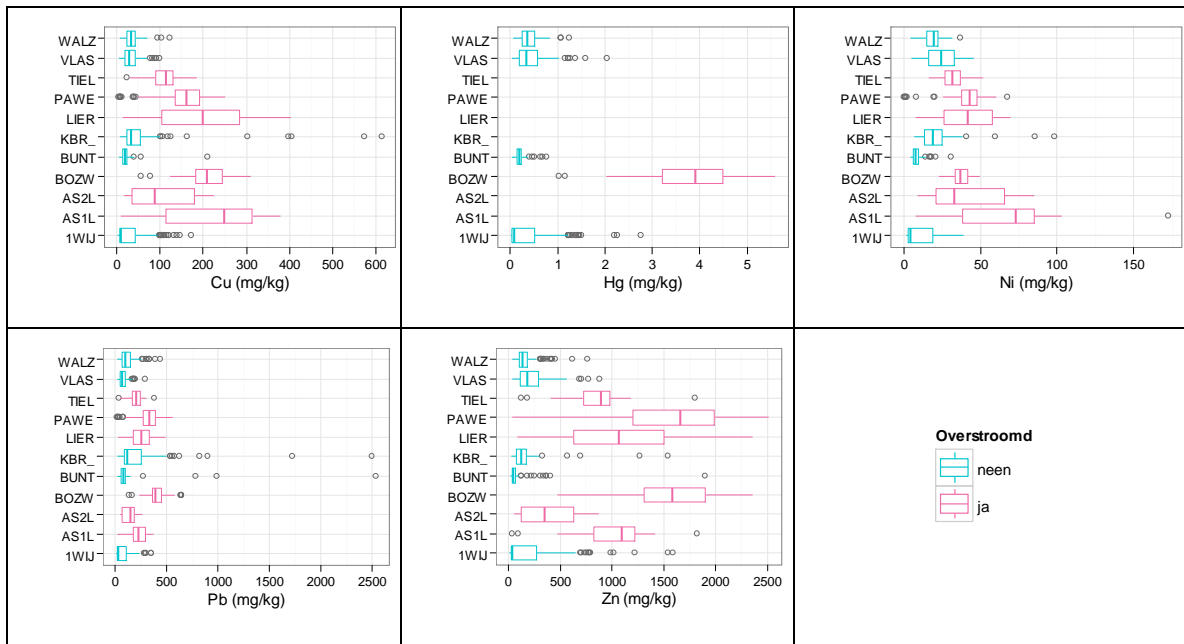 WALZ
VLAS
TIEL
PAWE
LIER
KBR_
BUNT
BOZW
AS2L
AS1L
1WIJ
0 100 200 300 400 500 600
Cu (mg/kg)
WALZ
VLAS
TIEL
PAWE
LIER
KBR_
BUNT
BOZW
AS2L
AS1L
1WIJ
0 1 2 3 4 5
Hg (mg/kg)
WALZ
VLAS
TIEL
PAWE
LIER
KBR_
BUNT
BOZW
AS2L
AS1L
1WIJ
0 50 100 150
Ni (mg/kg)
WALZ
VLAS
TIEL
PAWE
LIER
KBR_
BUNT
BOZW
AS2L
AS1L
1WIJ
0 500 1000 1500 2000 2500
Pb (mg/kg)
WALZ
VLAS
TIEL
PAWE
LIER
KBR_
BUNT
BOZW
AS2L
AS1L
1WIJ
0 500 1000 1500 2000 2500
Zn (mg/kg)
Overstroomd
neen
ja